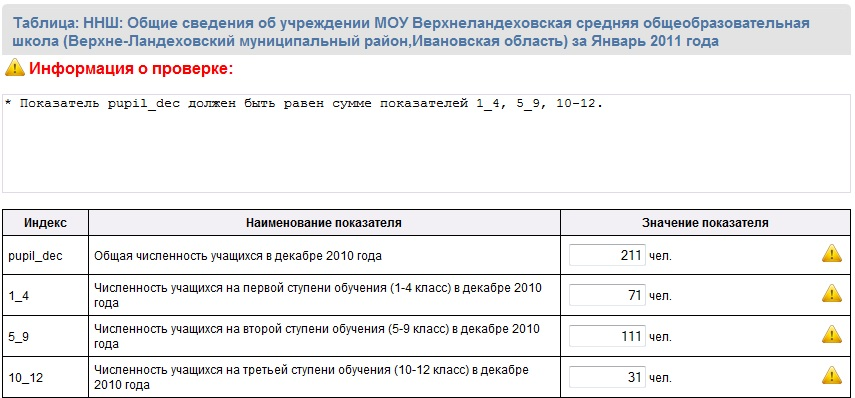 Таблица: ННШ: Общие сведения об учреждении МОУ Верхнеландеховская средняя общеобразовательная
школа (Верхне-Ландеховский муниципальный район,Ивановская область) за Январь 2011 года
Информация о проверке:
* Показатель pupil_dec должен быть равен сумме показателей 1_4, 5_9, 10-12.
Индекс Наименование показателя Значение показателя
pupil_dec Общая численность учащихся в декабре 2010 года 211 чел.
1_4 Численность учащихся на первой ступени обучения (1-4 класс) в декабре 2010
года 71 чел.
5_9 Численность учащихся на второй ступени обучения (5-9 класс) в декабре 2010
года 111 чел.
10_12 Численность учащихся на третьей ступени обучения (10-12 класс) в декабре
2010 года 31 чел.